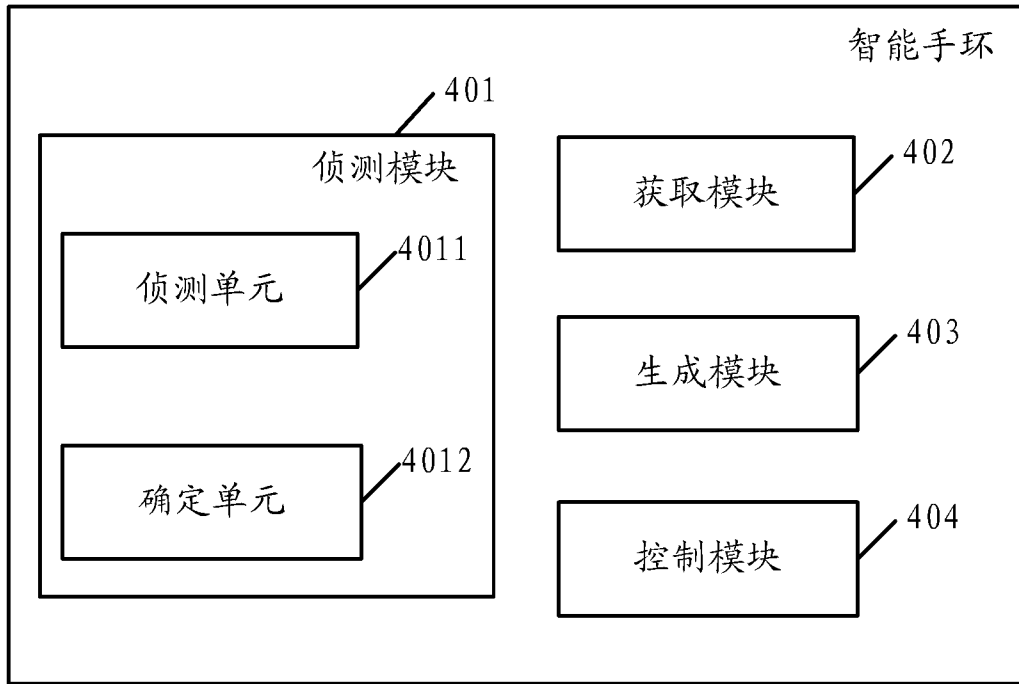 智能手环
401
侦测模块
402
获取模块
4011
侦测单元
403
生成模块
4012
确定单元
404
控制模块